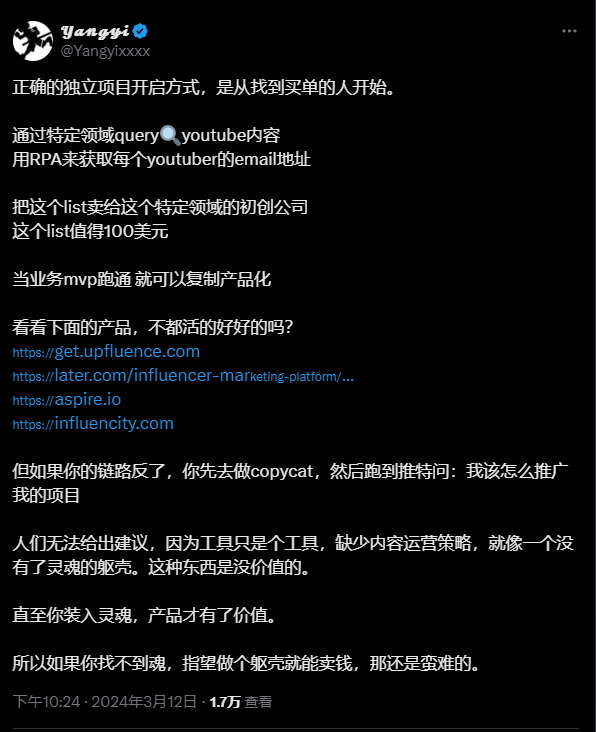 Yangyi
@Yangyixxxx
正确的独立项目开启方式，是从找到买单的人开始。
通过特定领域query🔍youtube内容
用RPA来获取每个youtuber的email地址
把这个list卖给这个特定领域的初创公司
这个list值得100美元
当业务mvp跑通 就可以复制产品化
看看下面的产品，不都活的好好的吗？
https://get.upfluence.com
https://later.com/influencer-marketing-platform/...
https://aspire.io
https://influencity.com
但如果你的链路反了，你先去做copycat，然后跑到推特问：我该怎么推广
我的项目
人们无法给出建议，因为工具只是个工具，缺少内容运营策略，就像一个没
有了灵魂的躯壳。这种东西是没价值的。
直至你装入灵魂，产品才有了价值。
所以如果你找不到魂，指望做个躯壳就能卖钱，那还是蛮难的。
下午10:24 · 2024年3月12日 · 1.7万 查看